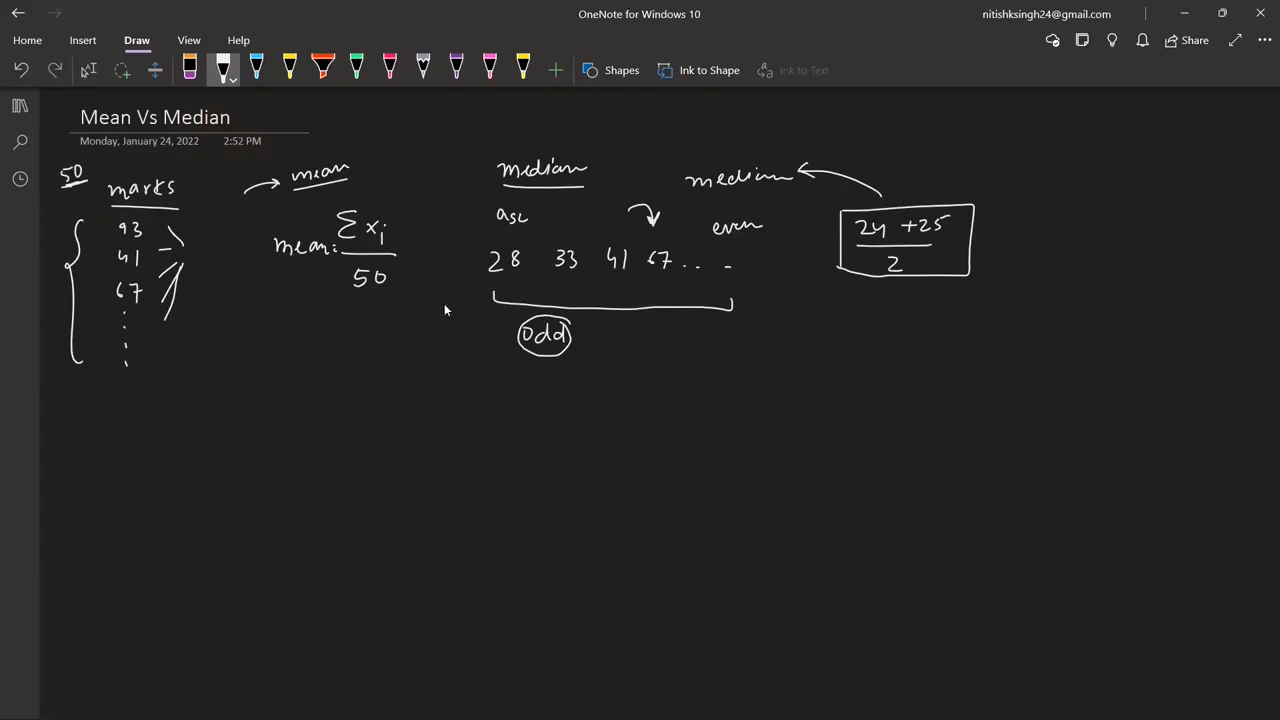 OneNote for Windows 10
nitishksingh24@gmail.com
Home Insert Draw View Help
Shapes Ink to Shape Ink to Text Share
Mean Vs Median
Monday, January 24, 2022 2:52 PM
50
marks
93
41
67
mean
mean = Σxi
50
median
asc
28 33 41 67 .. -
odd
median
even
24 + 25
2